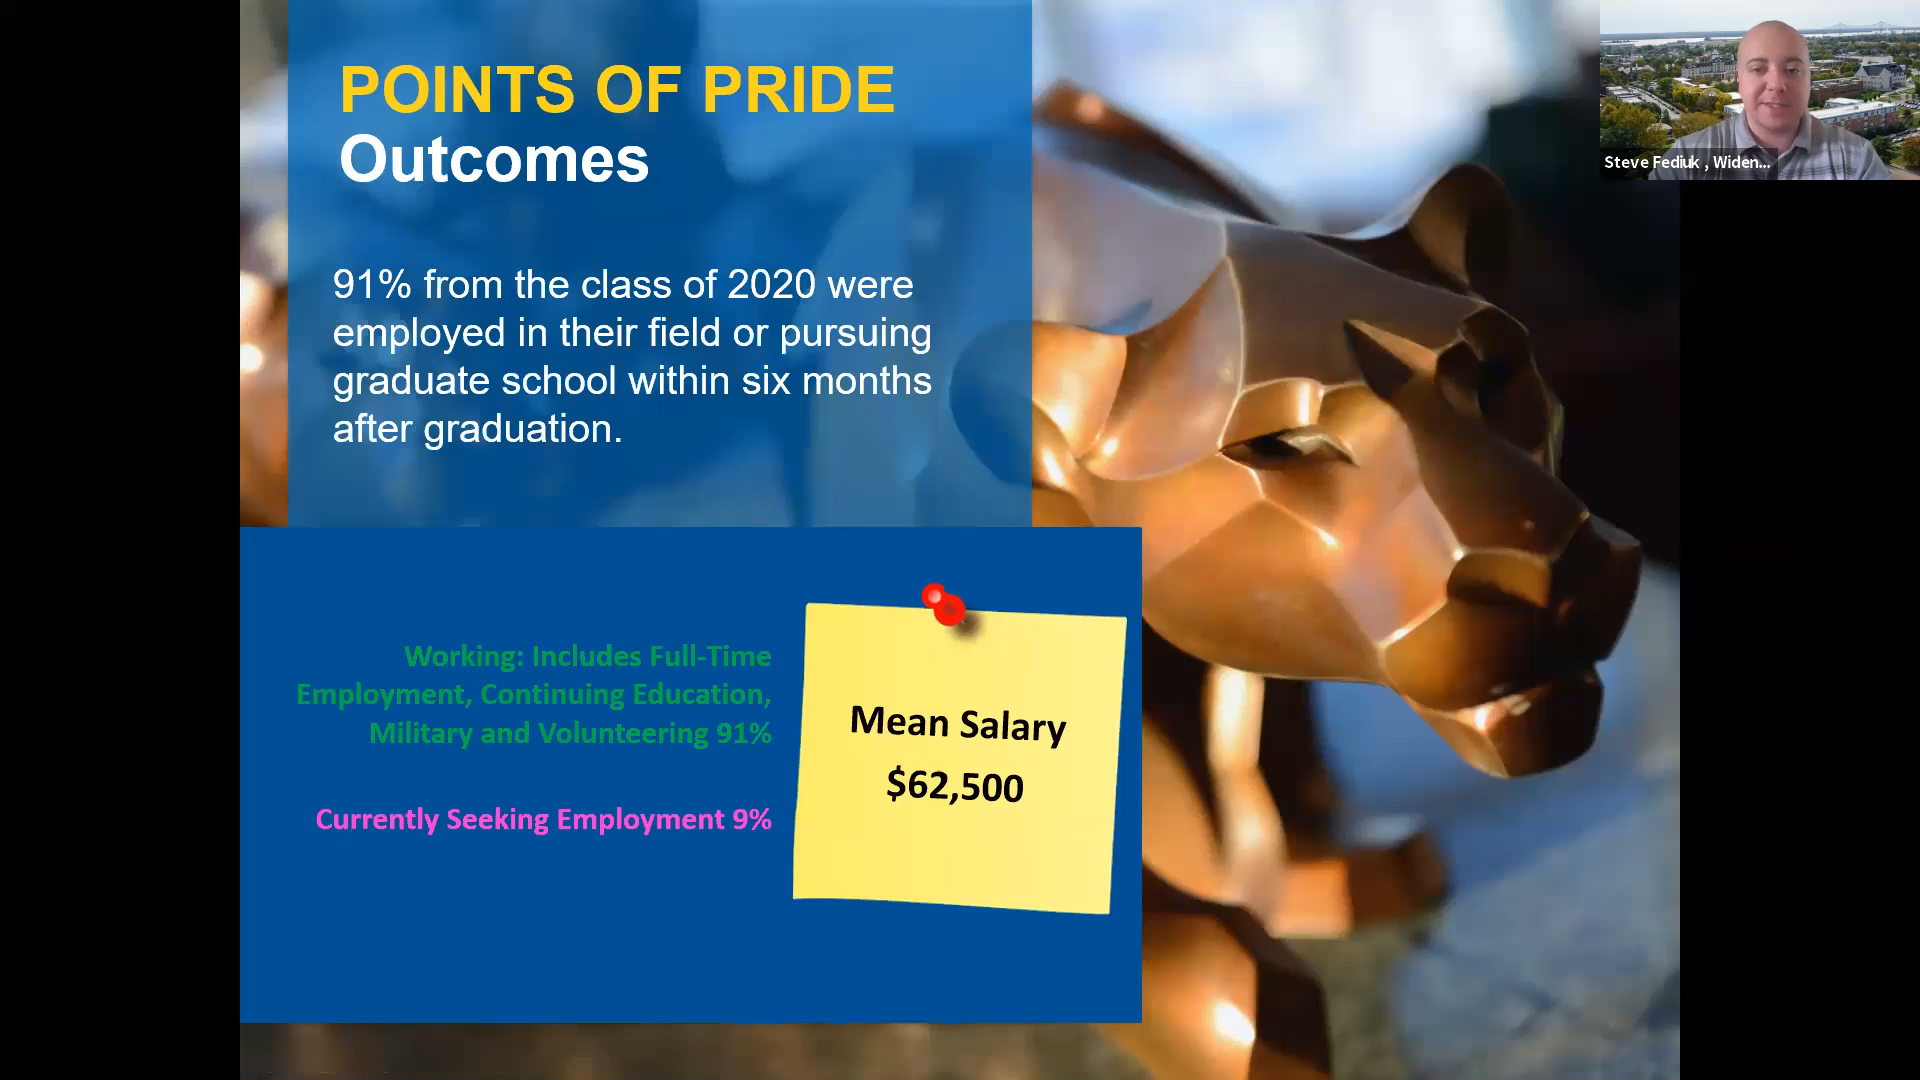 POINTS OF PRIDE
Outcomes
91% from the class of 2020 were
employed in their field or pursuing
graduate school within six months
after graduation.
Working: Includes Full-Time
Employment, Continuing Education,
Military and Volunteering 91%
Currently Seeking Employment 9%
Mean Salary
$62,500
Steve Fediuk , Widen...